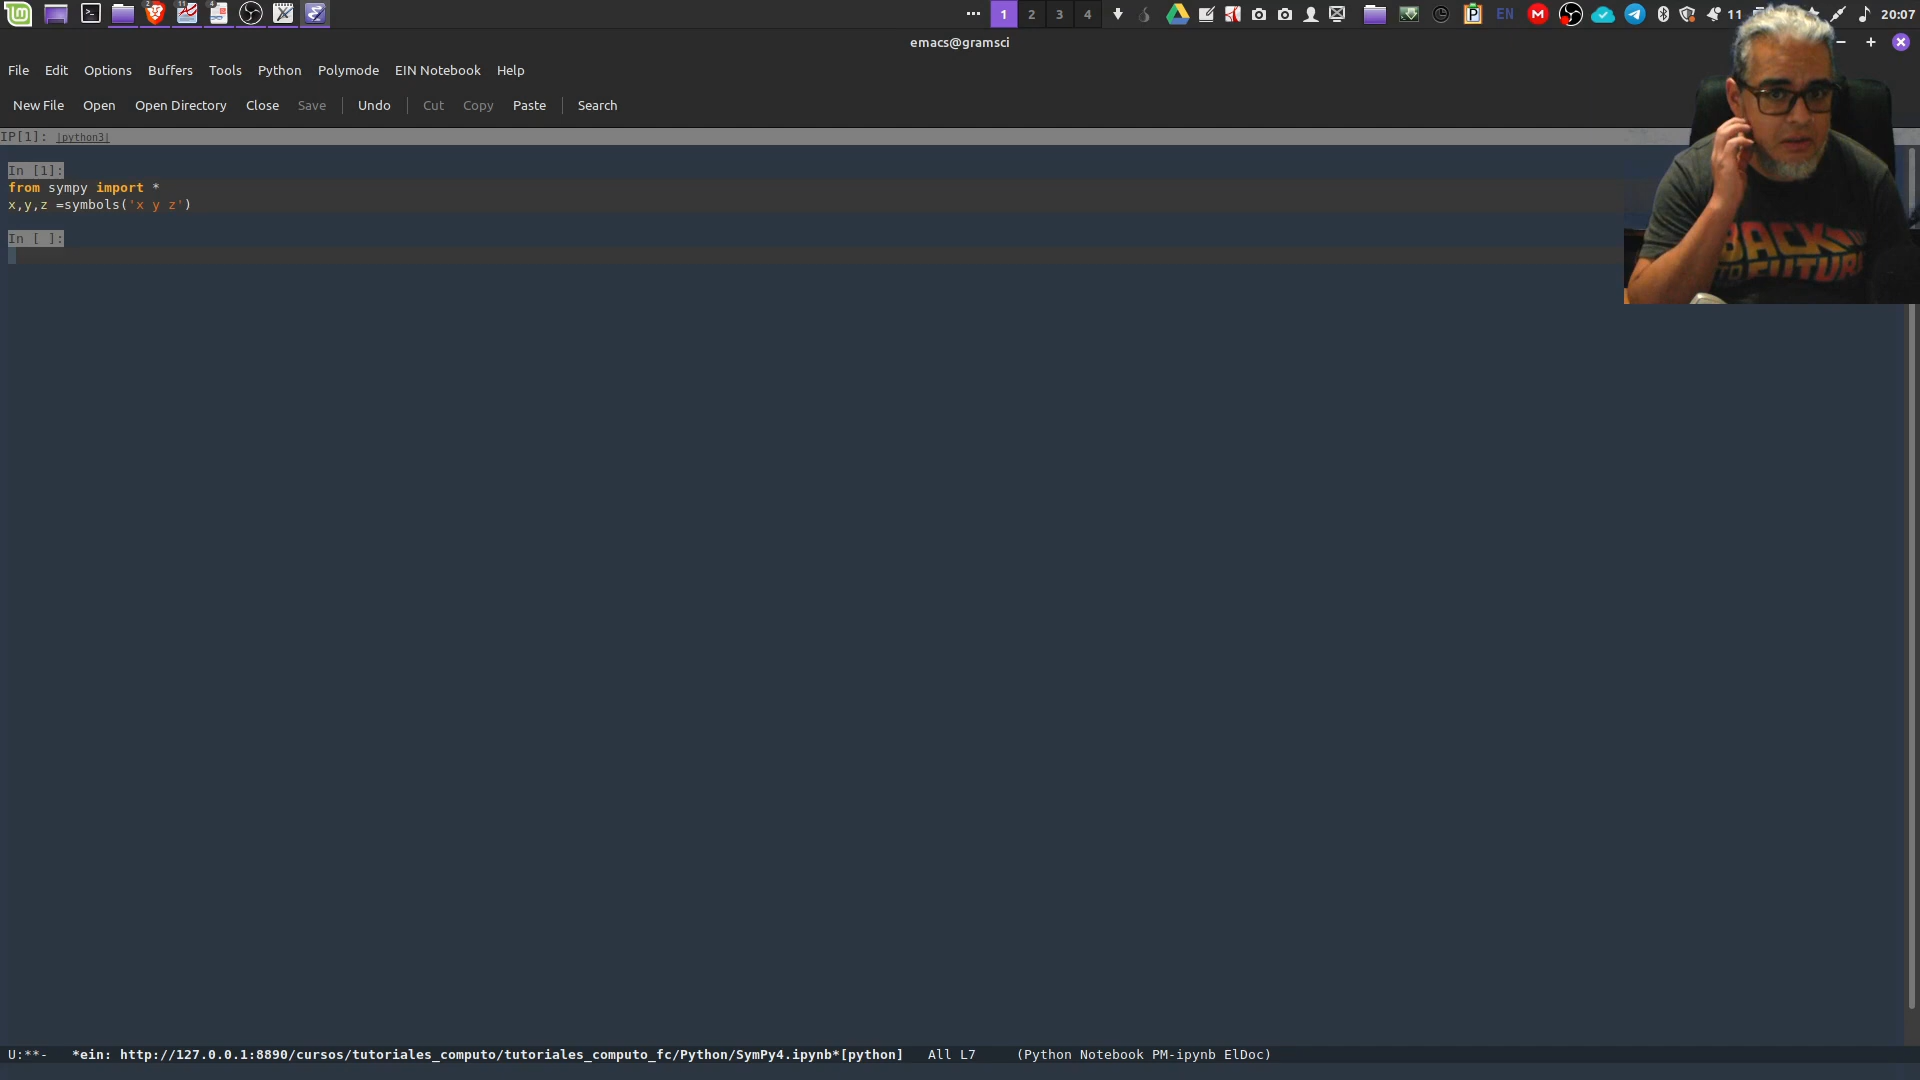 1 2 3 4 EN 11 20:07
emacs@gramsci
File Edit Options Buffers Tools Python Polymode EIN Notebook Help
New File Open Open Directory Close Save Undo Cut Copy Paste Search
IP[1]: |python3|
In [1]:
from sympy import *
x,y,z =symbols('x y z')
In [ ]:
BACK
TO FUTUR
U:**- *ein: http://127.0.0.1:8890/cursos/tutoriales_computo/tutoriales_computo_fc/Python/SymPy4.ipynb*[python] All L7 (Python Notebook PM-ipynb ElDoc)